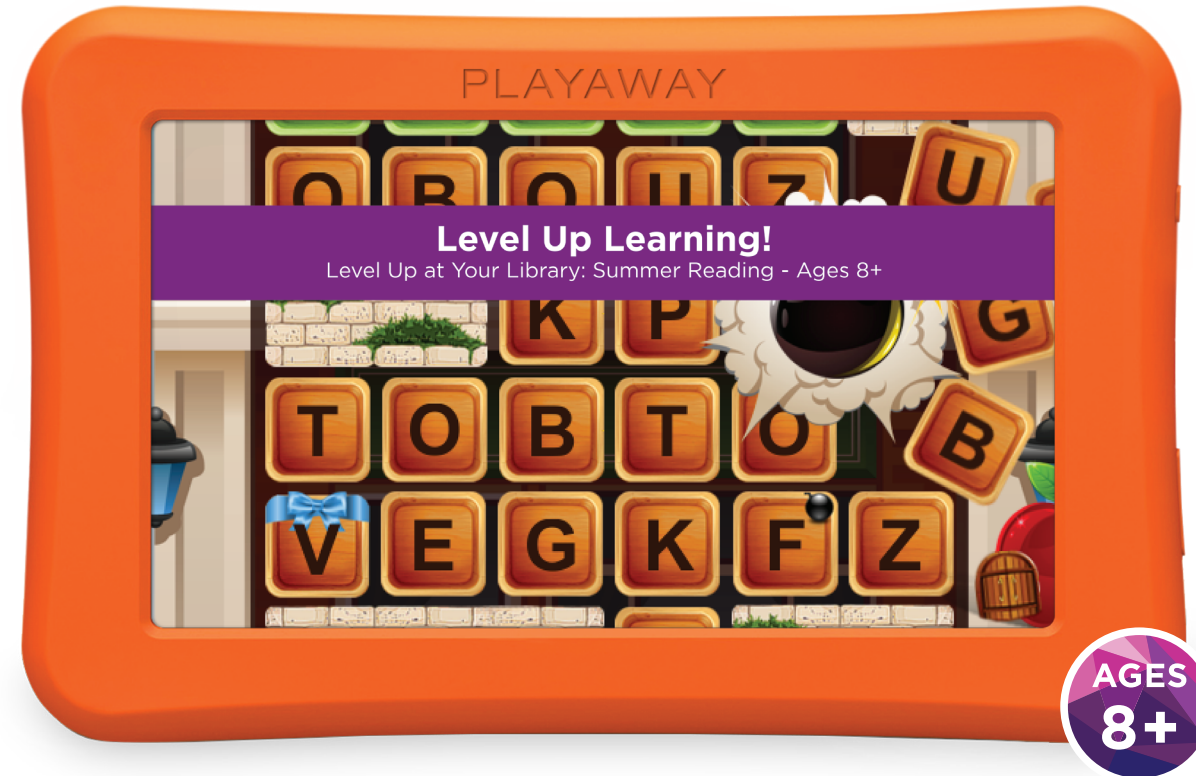 PLAYAWAY
O B O U Z U
Level Up Learning!
Level Up at Your Library: Summer Reading - Ages 8+
K P G
T O B T O B
V E G K F Z
AGES
8+